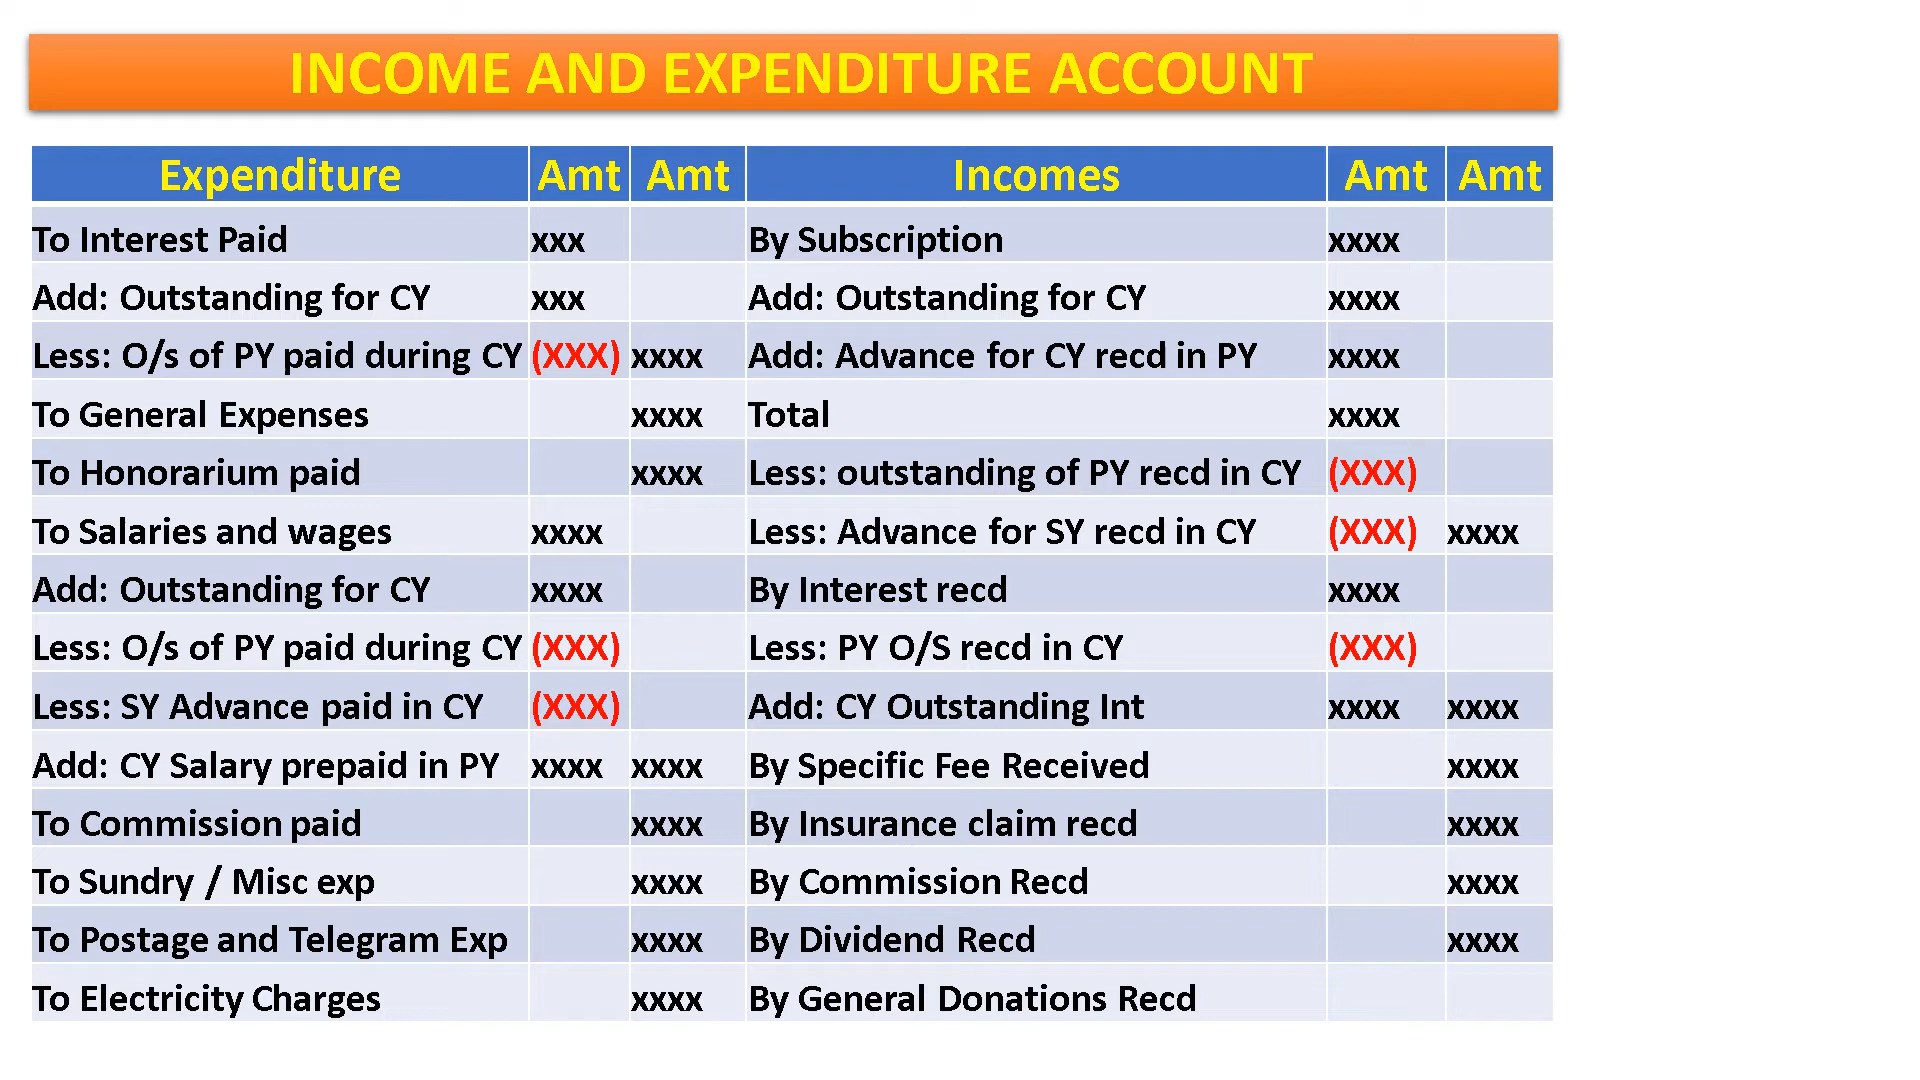 INCOME AND EXPENDITURE ACCOUNT
Expenditure Amt Amt Incomes Amt Amt
To Interest Paid xxx By Subscription xxxx
Add: Outstanding for CY xxx Add: Outstanding for CY xxxx
Less: O/s of PY paid during CY (XXX) xxxx Add: Advance for CY recd in PY xxxx
To General Expenses xxxx Total xxxx
To Honorarium paid xxxx Less: outstanding of PY recd in CY (XXX)
To Salaries and wages xxxx Less: Advance for SY recd in CY (XXX) xxxx
Add: Outstanding for CY xxxx By Interest recd xxxx
Less: O/s of PY paid during CY (XXX) Less: PY O/S recd in CY (XXX)
Less: SY Advance paid in CY (XXX) Add: CY Outstanding Int xxxx xxxx
Add: CY Salary prepaid in PY xxxx xxxx By Specific Fee Received xxxx
To Commission paid xxxx By Insurance claim recd xxxx
To Sundry / Misc exp xxxx By Commission Recd xxxx
To Postage and Telegram Exp xxxx By Dividend Recd xxxx
To Electricity Charges xxxx By General Donations Recd